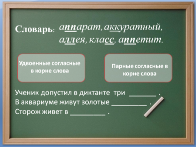 Словарь: аппарат, аккуратный,
аллея, класс, аппетит.
Удвоенные согласные
в корне слова
Парные согласные в
корне слова
Ученик допустил в диктанте три ______.
В аквариуме живут золотые ________.
Сторож живет в ________.